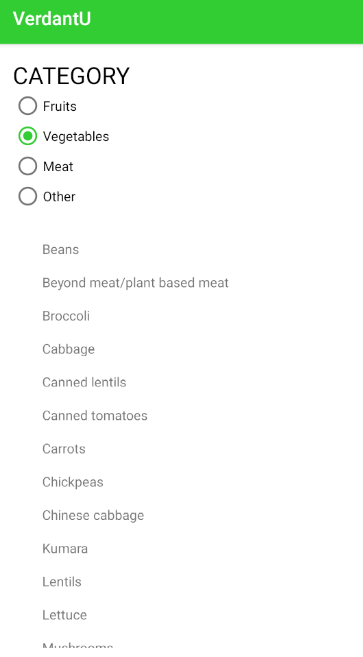 VerdantU
CATEGORY
Fruits
Vegetables
Meat
Other
Beans
Beyond meat/plant based meat
Broccoli
Cabbage
Canned lentils
Canned tomatoes
Carrots
Chickpeas
Chinese cabbage
Kumara
Lentils
Lettuce
Mushrooms